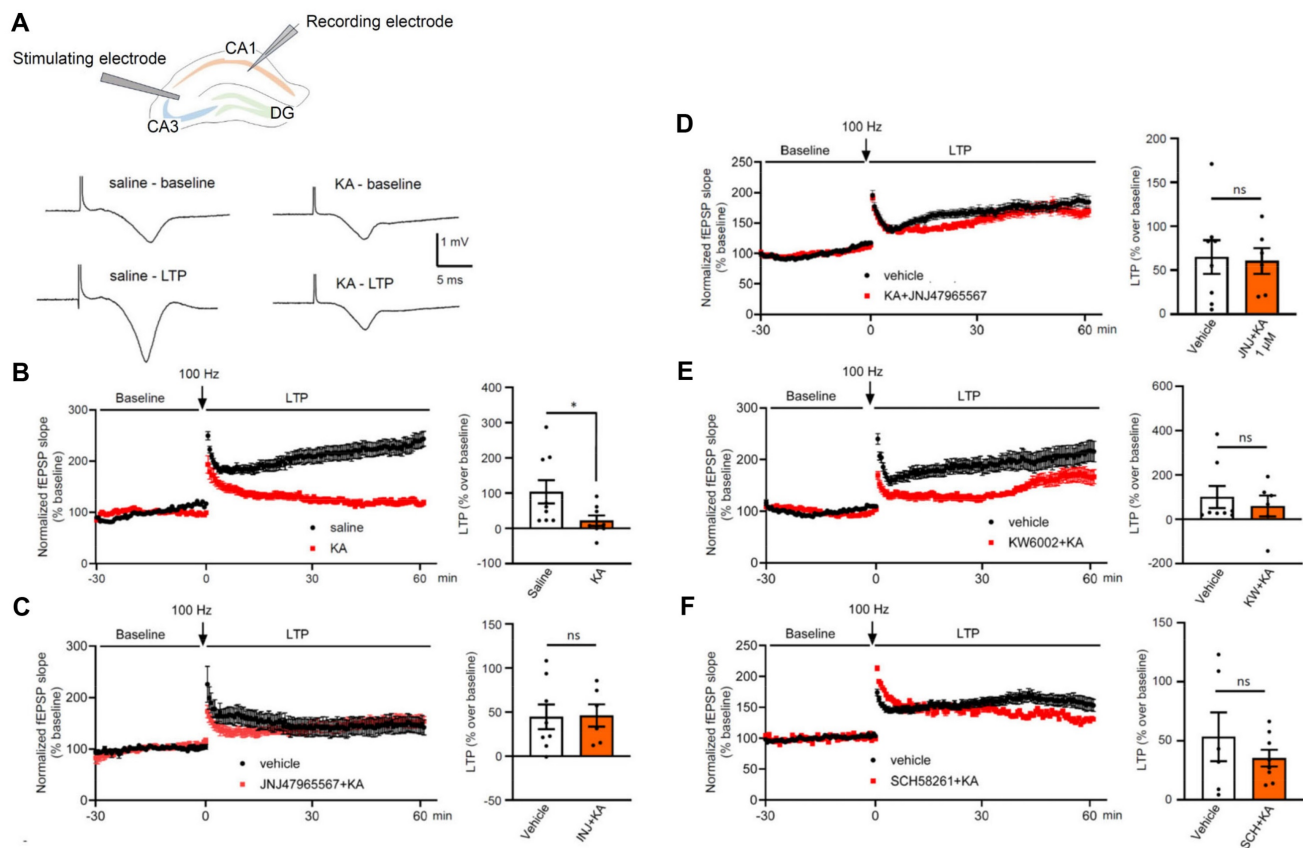 A
Recording electrode
Stimulating electrode
CA1
CA3
DG
saline - baseline
KA - baseline
1 mV
5 ms
saline - LTP
KA - LTP
B
100 Hz
Baseline
LTP
Normalized fEPSP slope
(% baseline)
300
200
100
0
saline
KA
-30
0
30
60
min
LTP (% over baseline)
400
300
200
100
0
-100
*
Saline
KA
C
100 Hz
Baseline
LTP
Normalized fEPSP slope
(% baseline)
300
200
100
0
vehicle
JNJ47965567+KA
-30
0
30
60
min
LTP (% over baseline)
150
100
50
0
-50
ns
Vehicle
INJ+KA
D
100 Hz
Baseline
LTP
Normalized fEPSP slope
(% baseline)
250
200
150
100
50
0
vehicle
KA+JNJ47965567
-30
0
30
60
min
LTP (% over baseline)
200
150
100
50
0
ns
Vehicle
JNJ+KA
1 µM
E
100 Hz
Baseline
LTP
Normalized fEPSP slope
(% baseline)
300
200
100
0
vehicle
KW6002+KA
-30
0
30
60
min
LTP (% over baseline)
600
400
200
0
-200
ns
Vehicle
KW+KA
F
100 Hz
Baseline
LTP
Normalized fEPSP slope
(% baseline)
250
200
150
100
50
0
vehicle
SCH58261+KA
-30
0
30
60
min
LTP (% over baseline)
150
100
50
0
ns
Vehicle
SCH+KA